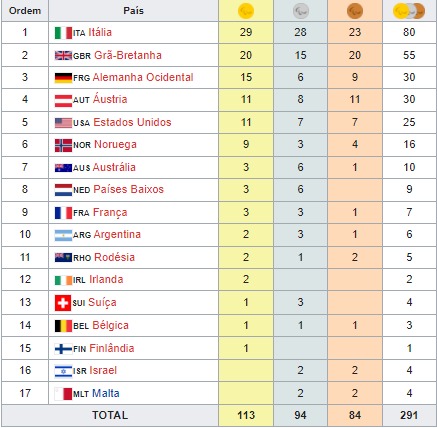 Ordem País
1 ITA Itália 29 28 23 80
2 GBR Grã-Bretanha 20 15 20 55
3 FRG Alemanha Ocidental 15 6 9 30
4 AUT Áustria 11 8 11 30
5 USA Estados Unidos 11 7 7 25
6 NOR Noruega 9 3 4 16
7 AUS Austrália 3 6 1 10
8 NED Países Baixos 3 6 9
9 FRA França 3 3 1 7
10 ARG Argentina 2 3 1 6
11 RHO Rodésia 2 1 2 5
12 IRL Irlanda 2 2
13 SUI Suíça 1 3 4
14 BEL Bélgica 1 1 1 3
15 FIN Finlândia 1 1
16 ISR Israel 2 2 4
17 MLT Malta 2 2 4
TOTAL 113 94 84 291